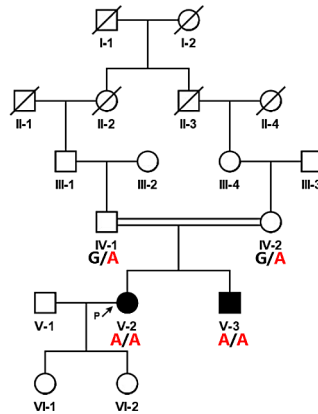 I-1 I-2
II-1 II-2 II-3 II-4
III-1 III-2 III-4 III-3
IV-1 IV-2
G/A G/A
P
V-1 V-2 V-3
A/A A/A
VI-1 VI-2